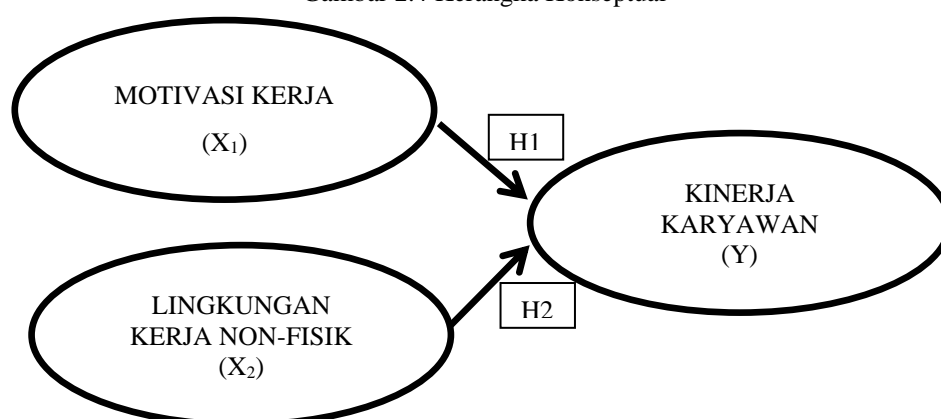 Gambar 2.4 Kerangka Konseptual
MOTIVASI KERJA
(X₁)
H1
KINERJA
KARYAWAN
(Y)
LINGKUNGAN
KERJA NON-FISIK
(X₂)
H2